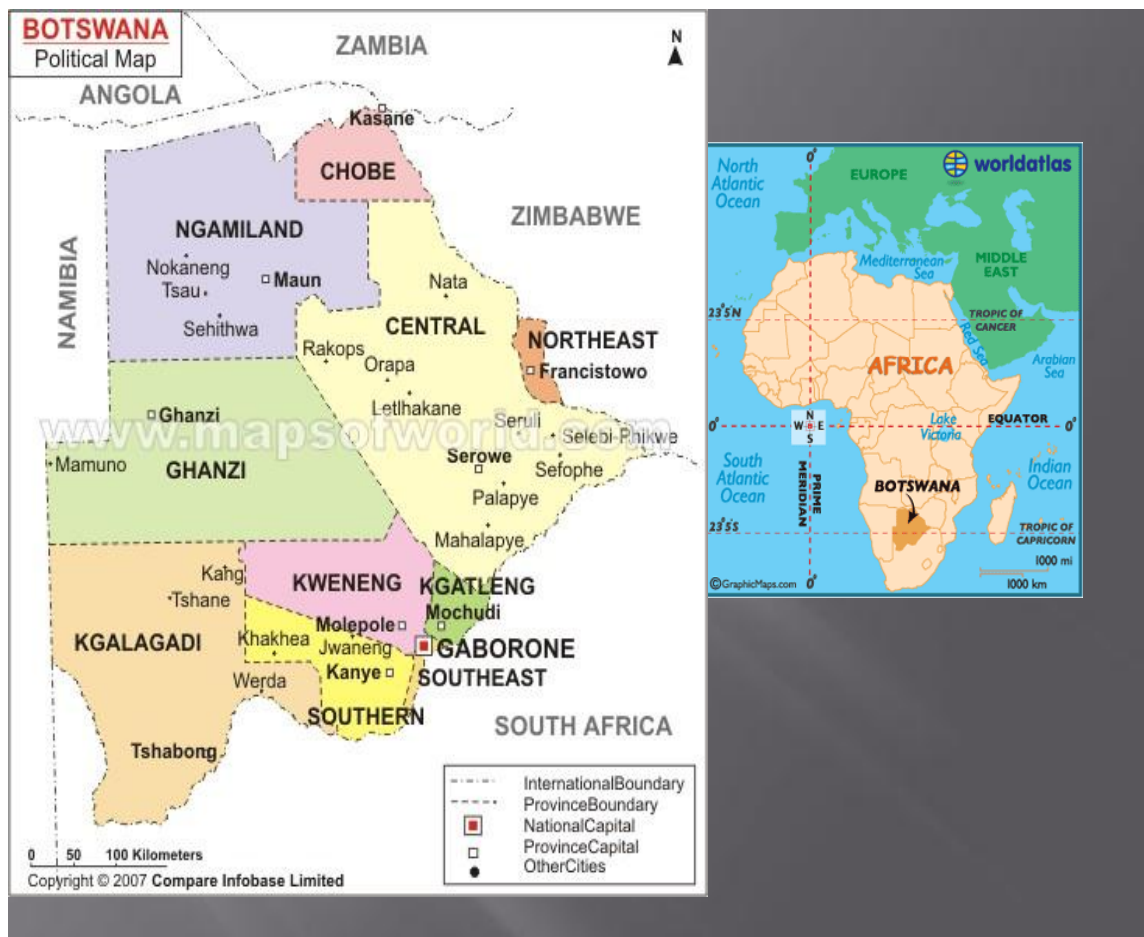 BOTSWANA
Political Map
ZAMBIA
N
ANGOLA
Kasane
CHOBE
ZIMBABWE
NAMIBIA
NGAMILAND
Nokaneng
Maun
Tsau
Sehithwa
Nata
CENTRAL
NORTHEAST
Rakops
Orapa
Francistowo
Letlhakane
Ghanzi
www.mapsofworld.com
Seruli
Selebi-Phikwe
Mamuno
GHANZI
Serowe
Sefophe
Palapye
Mahalapye
Kang
KWENENG
KGATLENG
Tshane
Mochudi
Molepole
KGALAGADI
Khakhea
Jwaneng
GABORONE
Kanye
SOUTHEAST
Werda
SOUTHERN
SOUTH AFRICA
Tshabong
InternationalBoundary
ProvinceBoundary
NationalCapital
ProvinceCapital
OtherCities
0 50 100 Kilometers
Copyright © 2007 Compare Infobase Limited
0°
worldatlas
North
Atlantic
Ocean
EUROPE
Mediterranean
Sea
MIDDLE
EAST
23°5'N
TROPIC OF
CANCER
Red Sea
Arabian
Sea
AFRICA
N
W E
S
Lake
Victoria
EQUATOR
0°
South
Atlantic
Ocean
PRIME
MERIDIAN
BOTSWANA
Indian
Ocean
23°5'S
TROPIC OF
CAPRICORN
1000 mi
1000 km
©GraphicMaps.com
0°